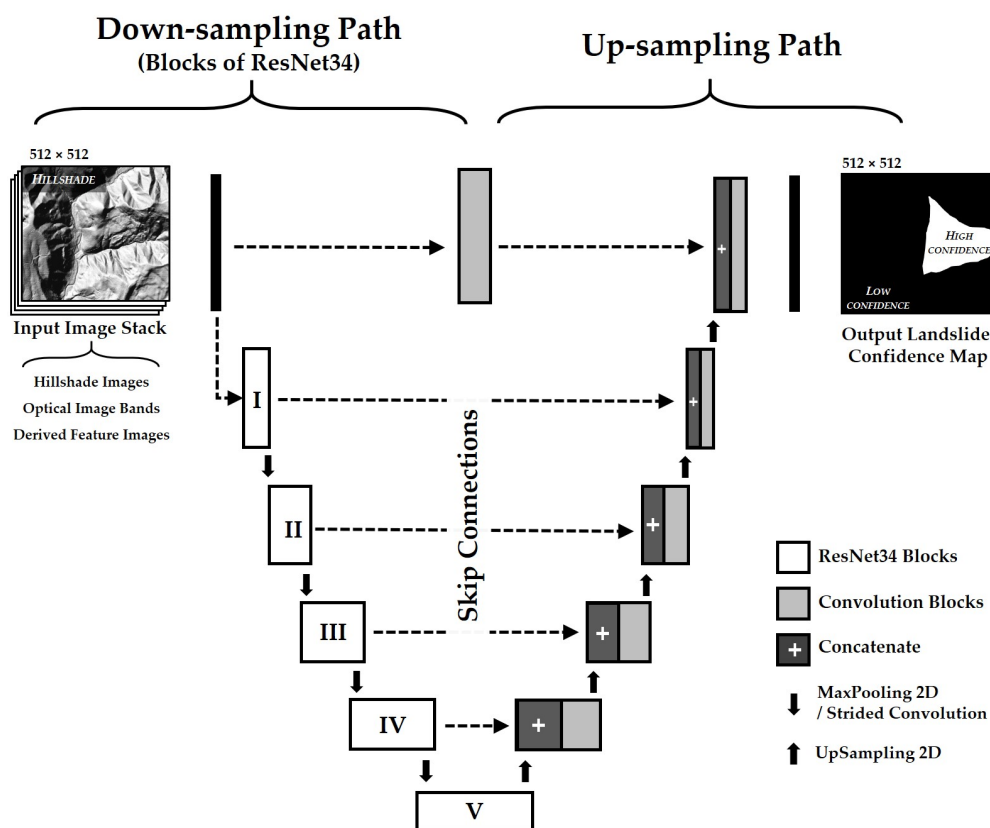 Down-sampling Path
(Blocks of ResNet34)
Up-sampling Path
512 × 512
HILLSHADE
Input Image Stack
Hillshade Images
Optical Image Bands
Derived Feature Images
512 × 512
HIGH
CONFIDENCE
LOW
CONFIDENCE
Output Landslide
Confidence Map
+
I
+
II
+
III
+
IV
+
V
Skip Connections
ResNet34 Blocks
Convolution Blocks
+
Concatenate
MaxPooling 2D
/ Strided Convolution
UpSampling 2D